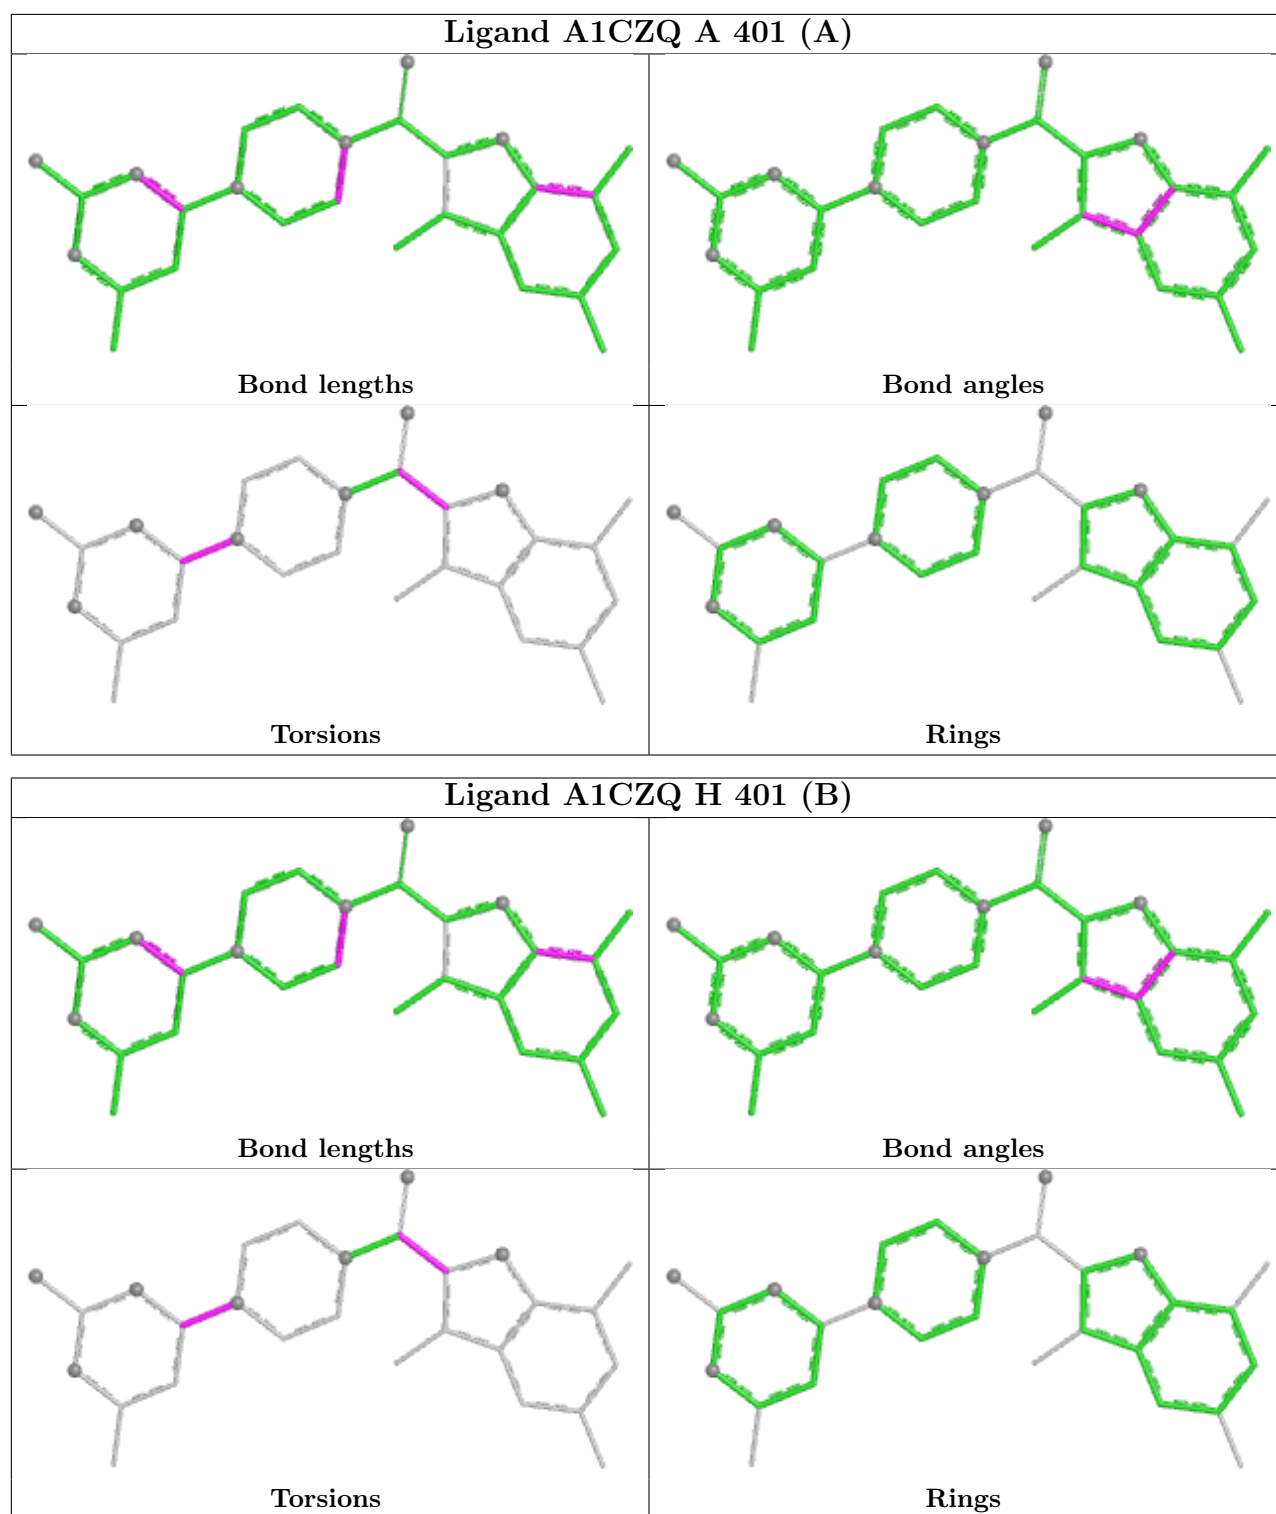 Ligand A1CZQ A 401 (A)
Bond lengths
Bond angles
Torsions
Rings
Ligand A1CZQ H 401 (B)
Bond lengths
Bond angles
Torsions
Rings